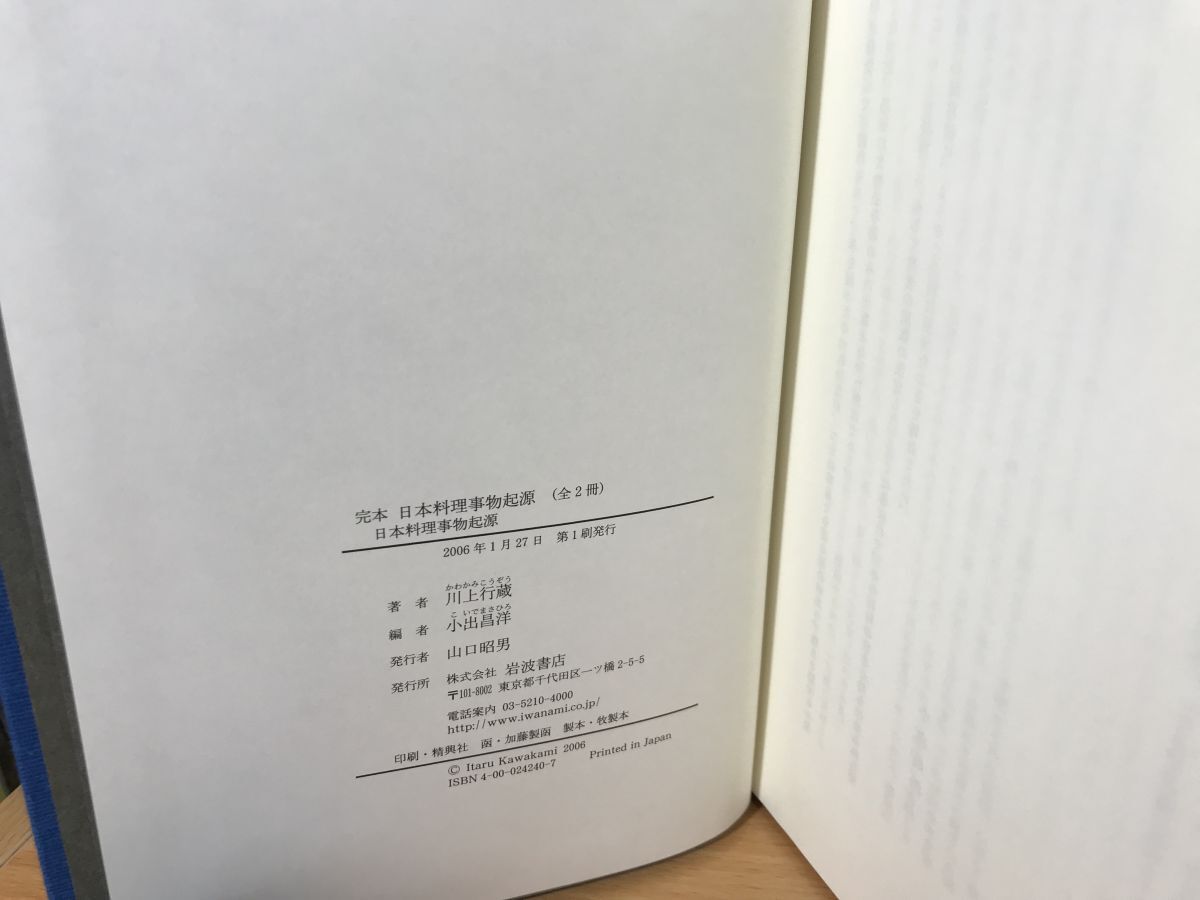 完本 日本料理事物起源 (全2冊)
日本料理事物起源
2006年1月27日 第1刷発行
かわかみこうぞう
著者 川上行蔵
こいでまさひろ
編者 小出昌洋
発行者 山口昭男
発行所 株式会社 岩波書店
〒101-8002 東京都千代田区一ツ橋2-5-5
電話案内 03-5210-4000
http://www.iwanami.co.jp/
印刷・精興社 函・加藤製函 製本・牧製本
© Itaru Kawakami 2006
ISBN 4-00-024240-7 Printed in Japan